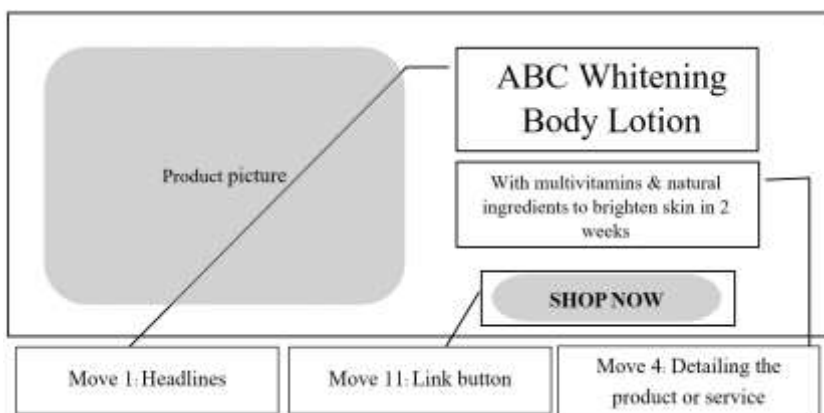 Product picture
ABC Whitening
Body Lotion
With multivitamins & natural
ingredients to brighten skin in 2
weeks
SHOP NOW
Move 1: Headlines
Move 11: Link button
Move 4: Detailing the
product or service